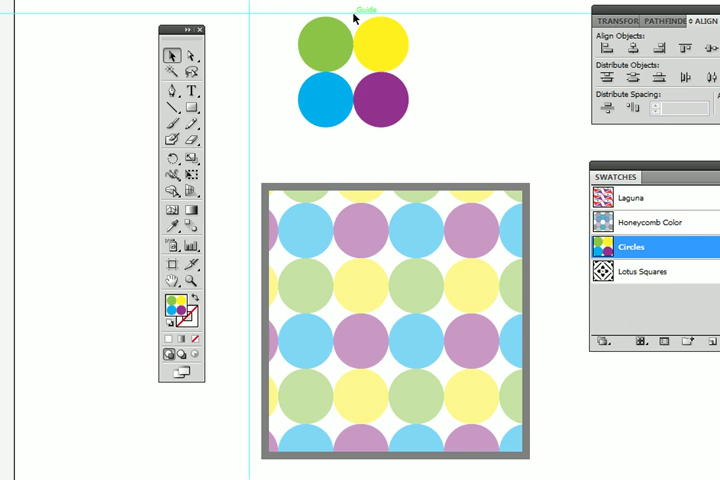 Guide
TRANSFOR PATHFINDE ALIGN
Align Objects:
Distribute Objects:
Distribute Spacing:
SWATCHES
Laguna
Honeycomb Color
Circles
Lotus Squares